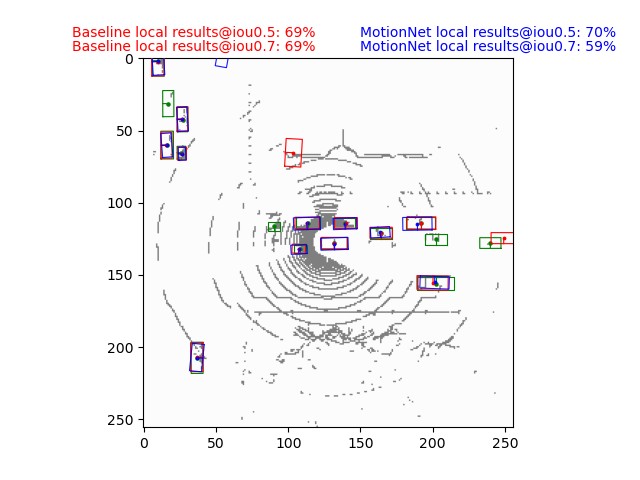 Baseline local results@iou0.5: 69% MotionNet local results@iou0.5: 70%
Baseline local results@iou0.7: 69% MotionNet local results@iou0.7: 59%
0
50
100
150
200
250
0 50 100 150 200 250